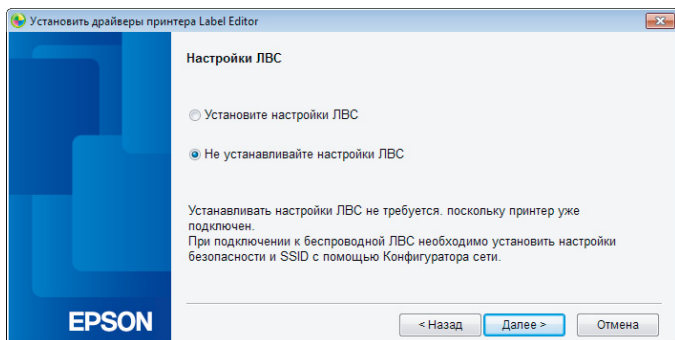 Установить драйверы принтера Label Editor
Настройки ЛВС
Установите настройки ЛВС
Не устанавливайте настройки ЛВС
Устанавливать настройки ЛВС не требуется. поскольку принтер уже
подключен.
При подключении к беспроводной ЛВС необходимо установить настройки
безопасности и SSID с помощью Конфигуратора сети.
EPSON
< Назад
Далее >
Отмена